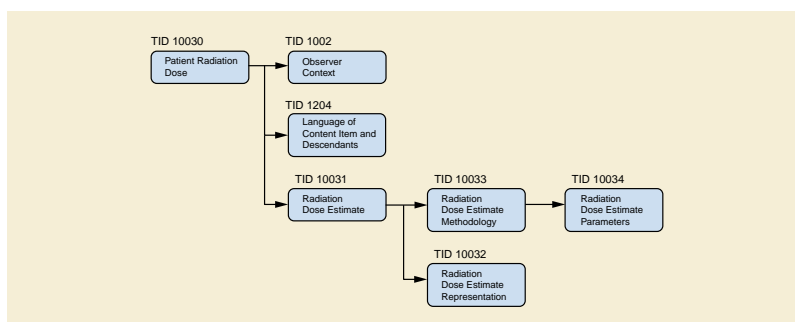 TID 10030
Patient Radiation
Dose
TID 1002
Observer
Context
TID 1204
Language of
Content Item and
Descendants
TID 10031
Radiation
Dose Estimate
TID 10033
Radiation
Dose Estimate
Methodology
TID 10034
Radiation
Dose Estimate
Parameters
TID 10032
Radiation
Dose Estimate
Representation